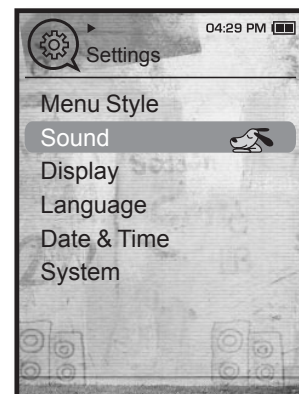 04:29 PM
Settings
Menu Style
Sound
Display
Language
Date & Time
System